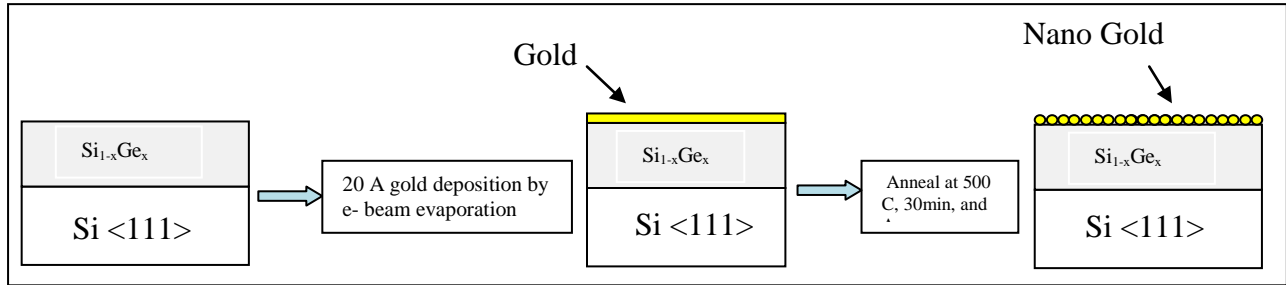 Gold
Nano Gold
Si1-xGex
Si <111>
20 A gold deposition by
e- beam evaporation
Si1-xGex
Si <111>
Anneal at 500
C, 30min, and
Si1-xGex
Si <111>